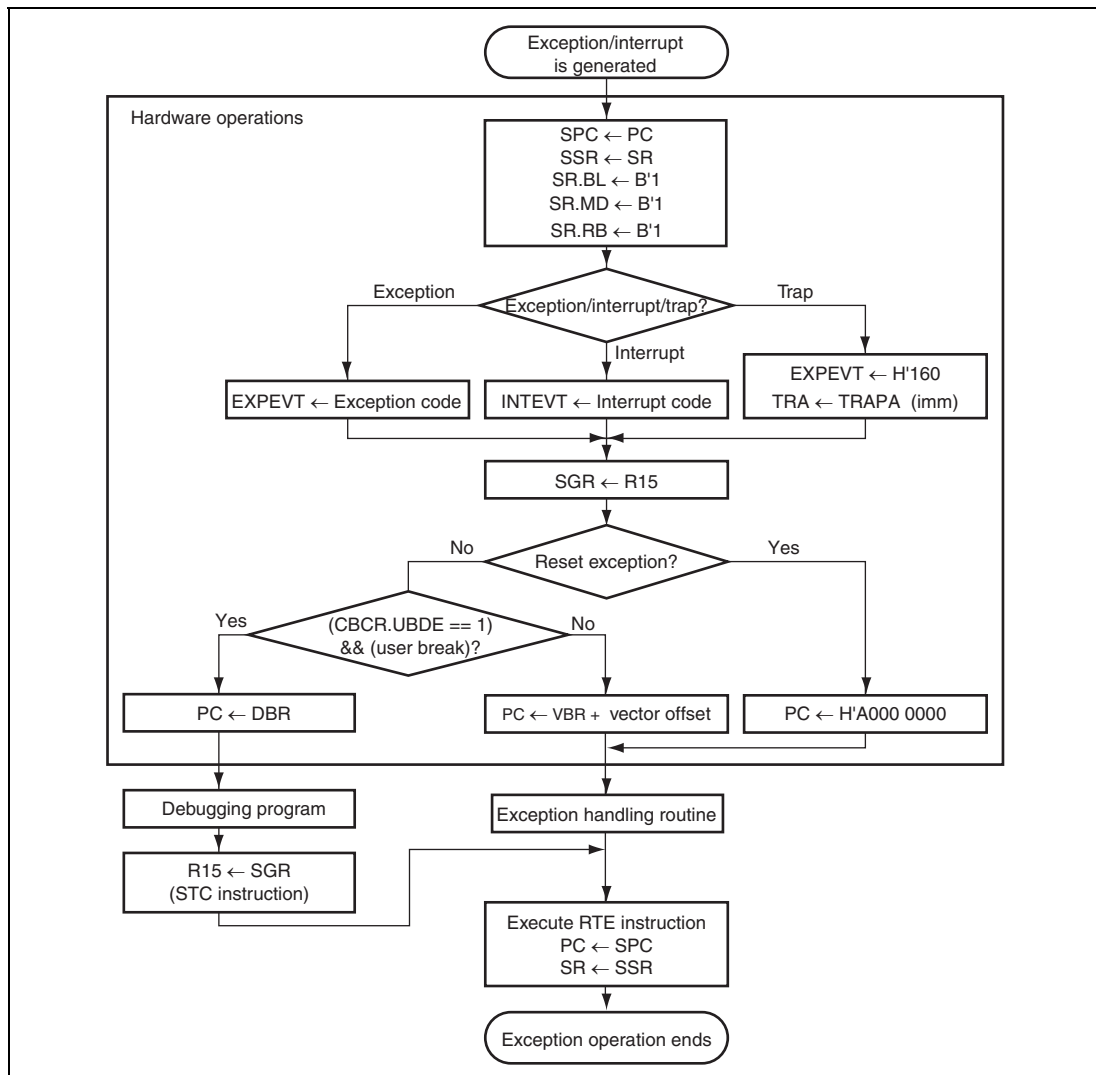 Exception/interrupt
is generated
Hardware operations
SPC ← PC
SSR ← SR
SR.BL ← B'1
SR.MD ← B'1
SR.RB ← B'1
Exception
Exception/interrupt/trap?
Trap
Interrupt
EXPEVT ← Exception code
INTEVT ← Interrupt code
EXPEVT ← H'160
TRA ← TRAPA (imm)
SGR ← R15
No
Reset exception?
Yes
Yes
(CBCR.UBDE == 1)
&& (user break)?
No
PC ← DBR
PC ← VBR + vector offset
PC ← H'A000 0000
Debugging program
Exception handling routine
R15 ← SGR
(STC instruction)
Execute RTE instruction
PC ← SPC
SR ← SSR
Exception operation ends